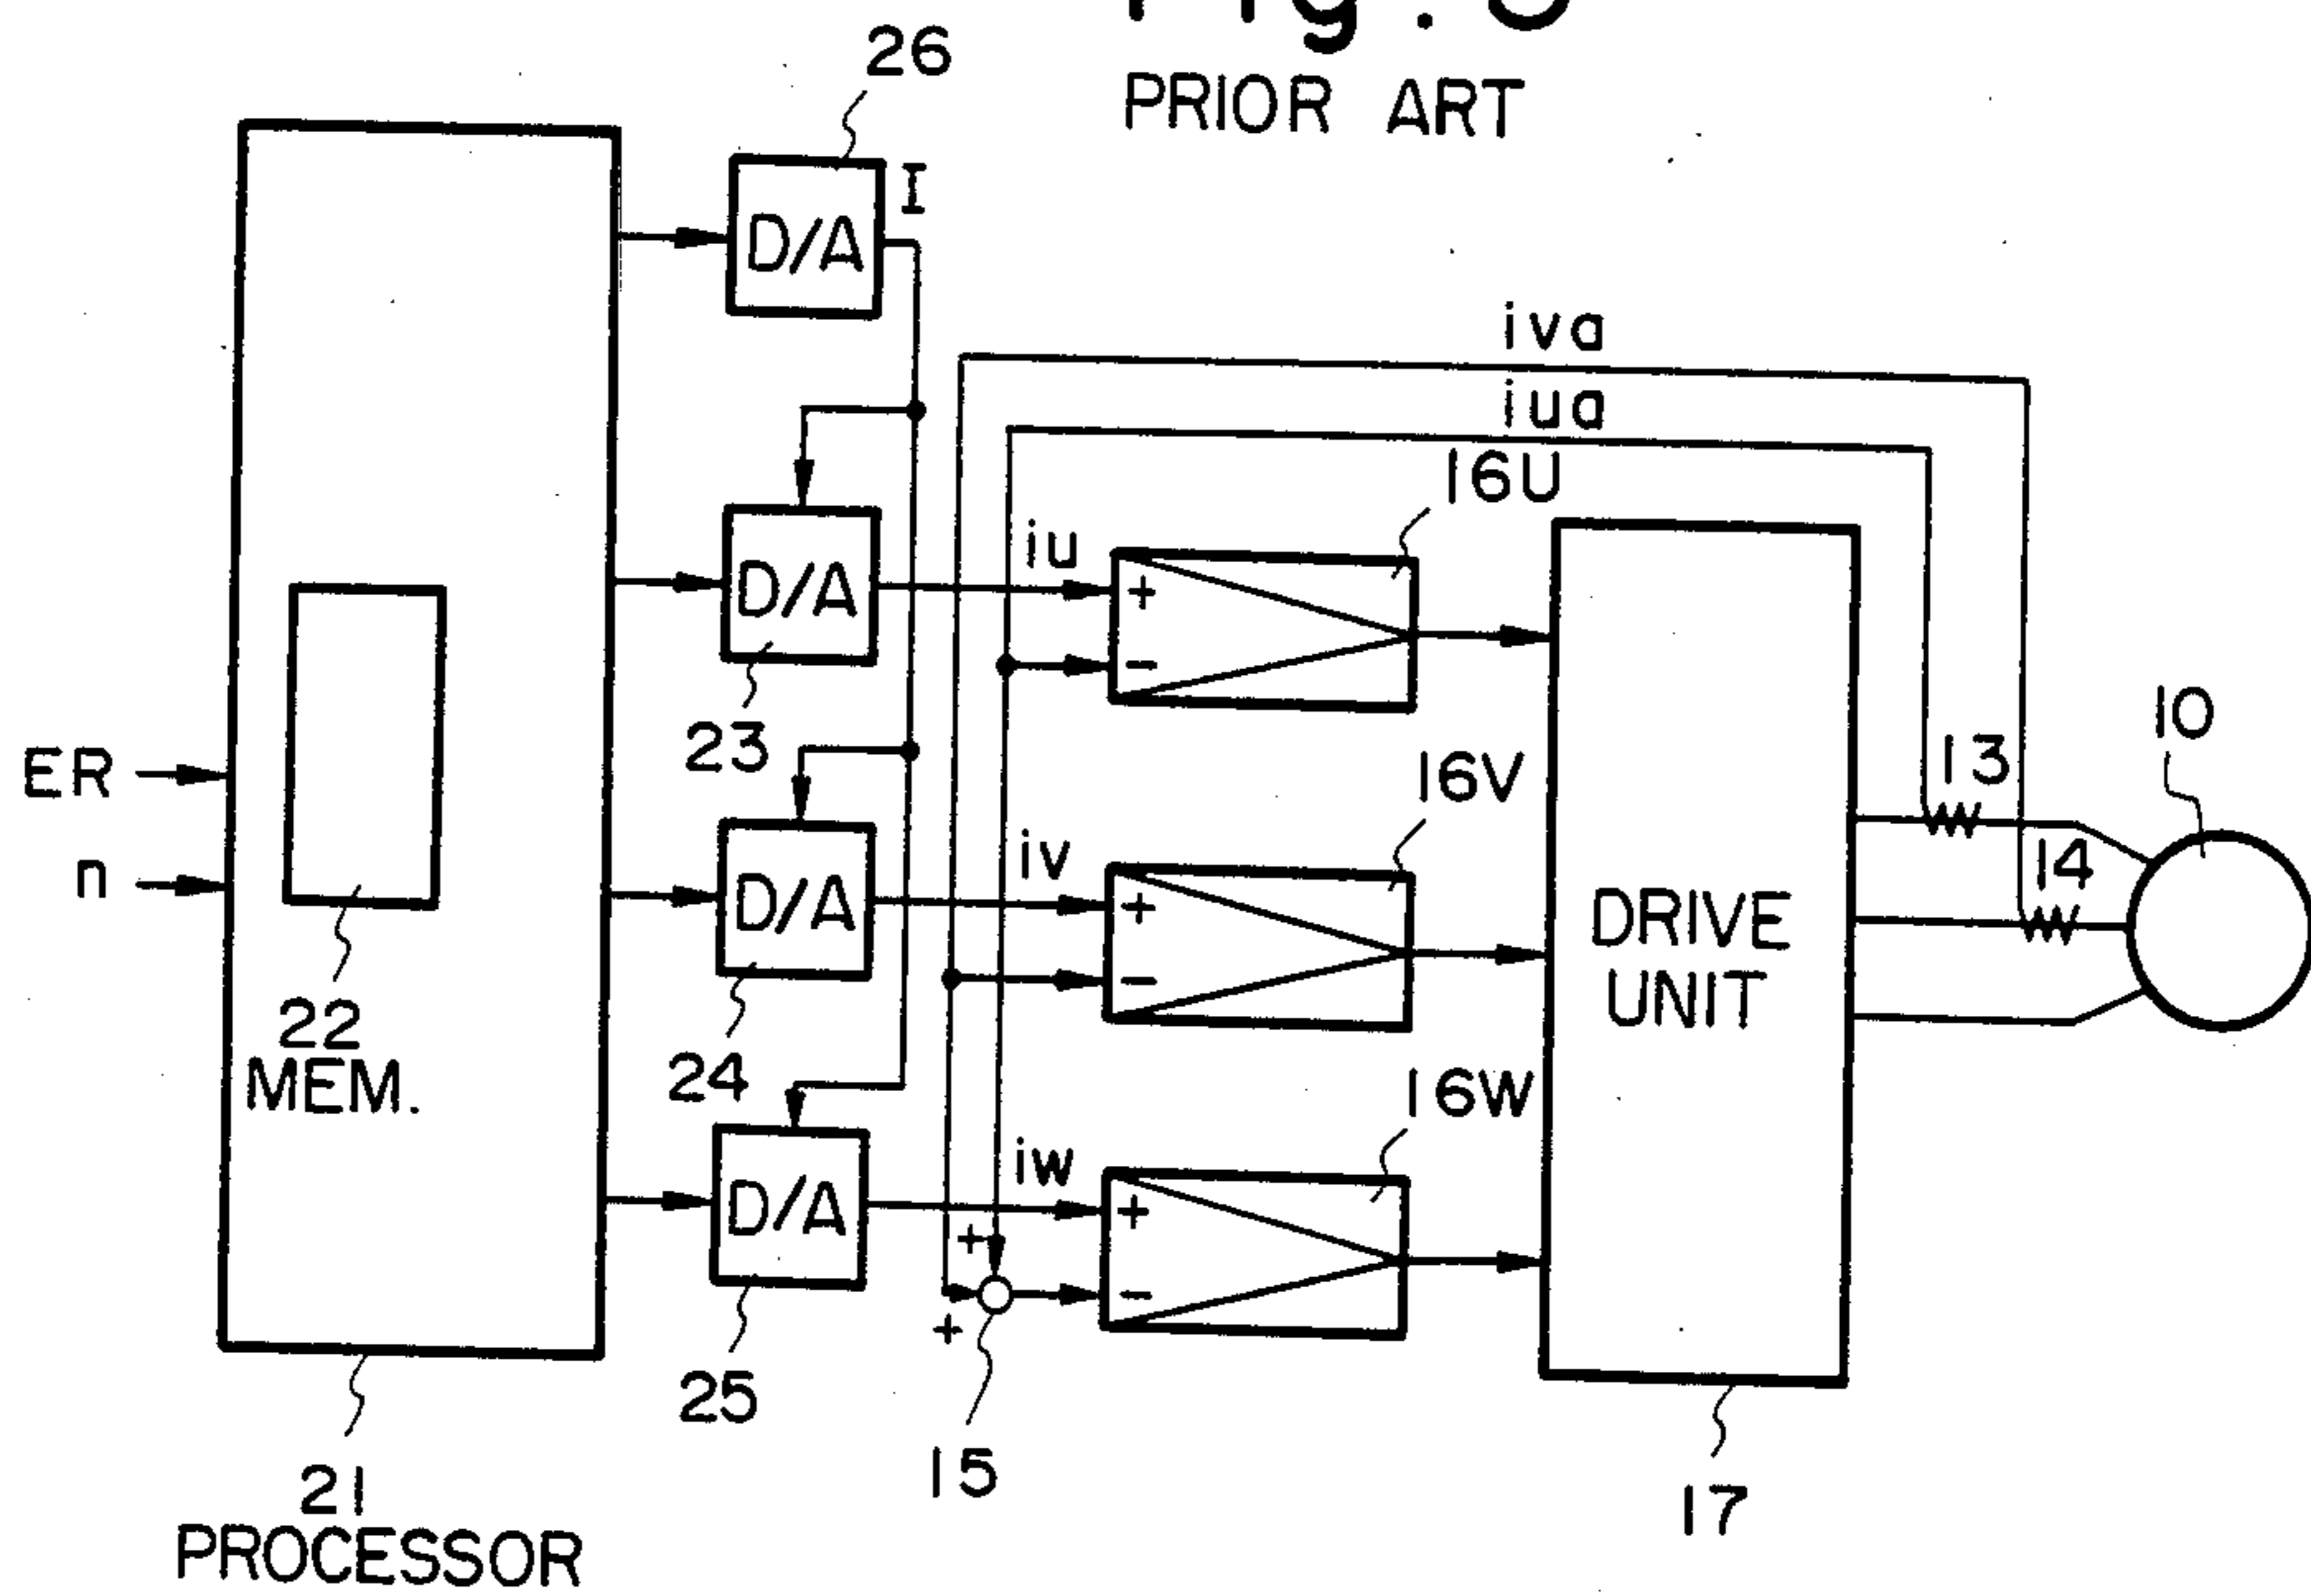 PRIOR ART
26
D/A
I
iva
iua
16U
D/A
iu
+
-
23
ER
n
22
MEM.
D/A
iv
16V
+
-
24
DRIVE
UNIT
13
14
10
D/A
iw
16W
+
-
+
+
25
15
17
21
PROCESSOR